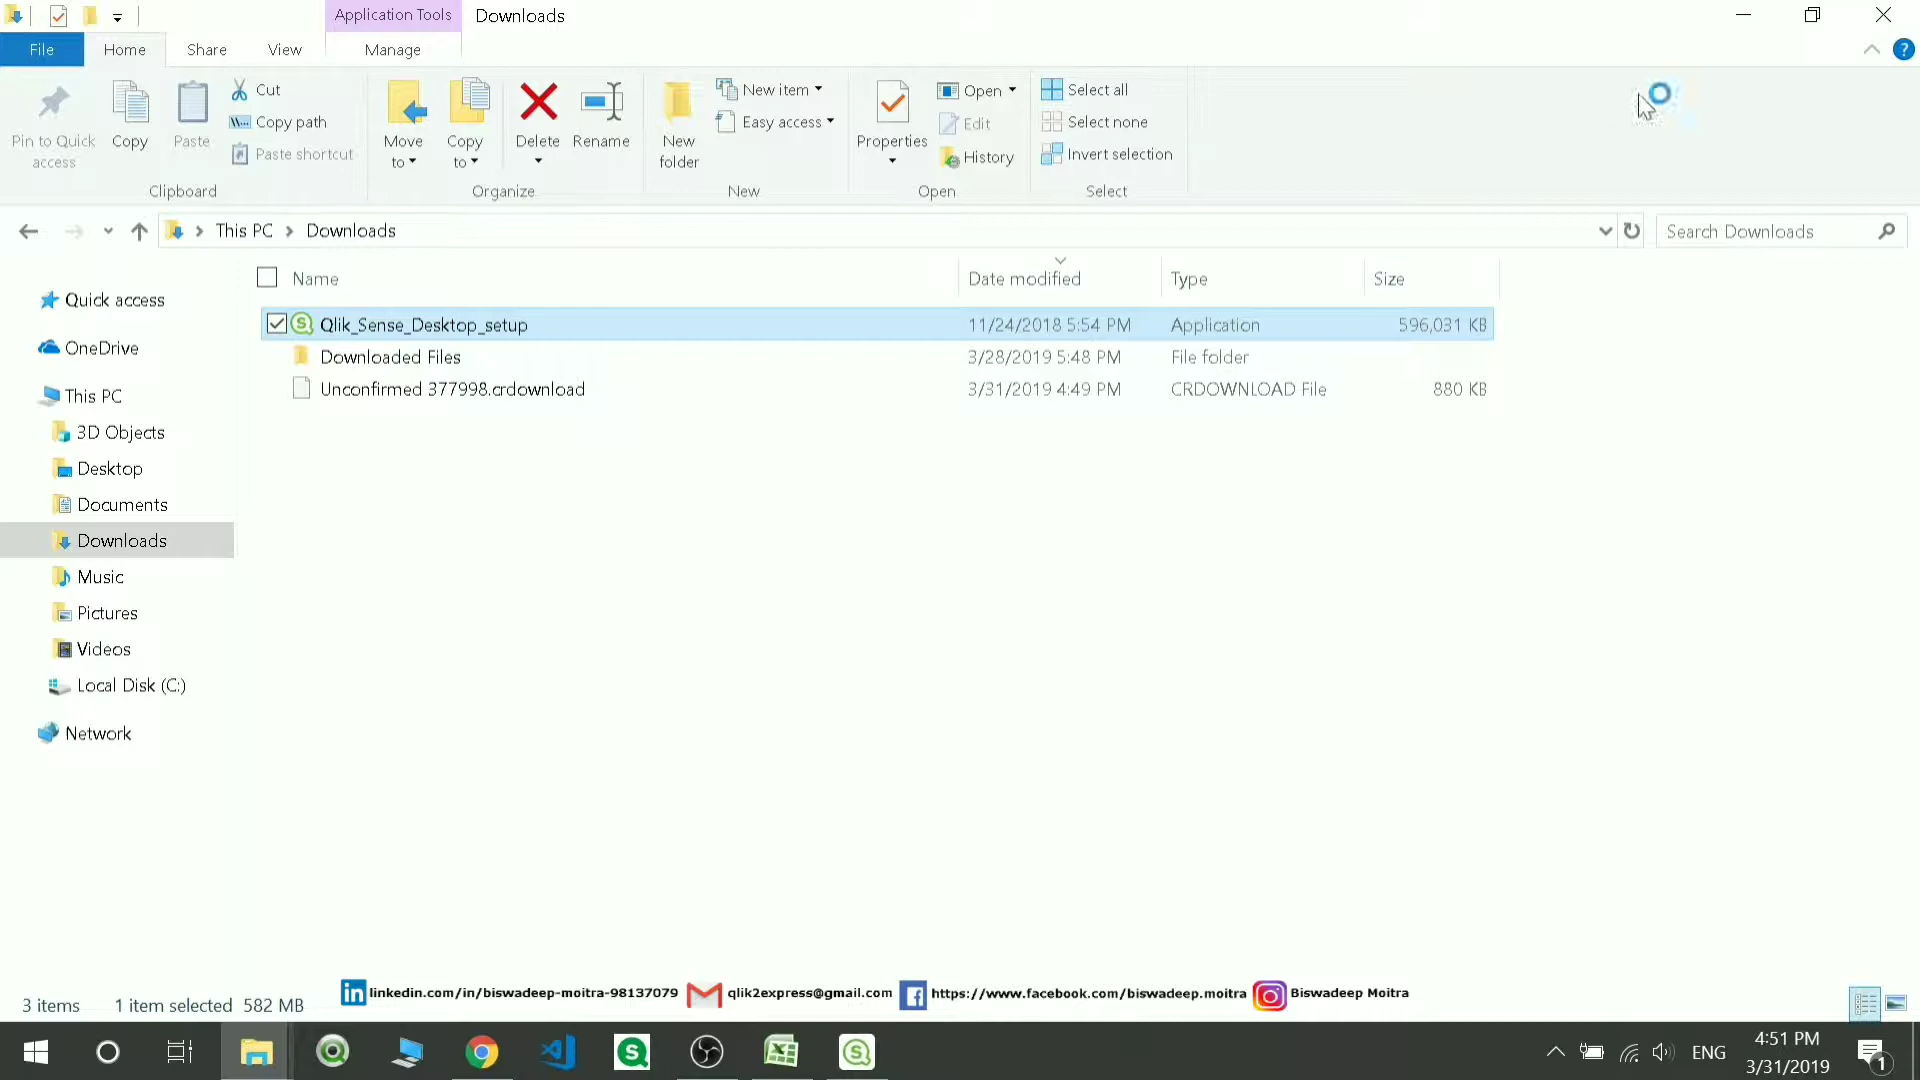 Application Tools
Downloads
File
Home
Share
View
Manage
Pin to Quick access
Copy
Paste
Cut
Copy path
Paste shortcut
Clipboard
Move to
Copy to
Delete
Rename
Organize
New folder
New item
Easy access
New
Properties
Open
Edit
History
Open
Select all
Select none
Invert selection
Select
This PC > Downloads
Search Downloads
Name
Date modified
Type
Size
Qlik_Sense_Desktop_setup 11/24/2018 5:54 PM Application 596,031 KB
Downloaded Files 3/28/2019 5:48 PM File folder
Unconfirmed 377998.crdownload 3/31/2019 4:49 PM CRDOWNLOAD File 880 KB
Quick access
OneDrive
This PC
3D Objects
Desktop
Documents
Downloads
Music
Pictures
Videos
Local Disk (C:)
Network
3 items 1 item selected 582 MB
in linkedin.com/in/biswadeep-moitra-98137079 qlik2express@gmail.com f https://www.facebook.com/biswadeep.moitra Biswadeep Moitra
ENG
4:51 PM
3/31/2019
1